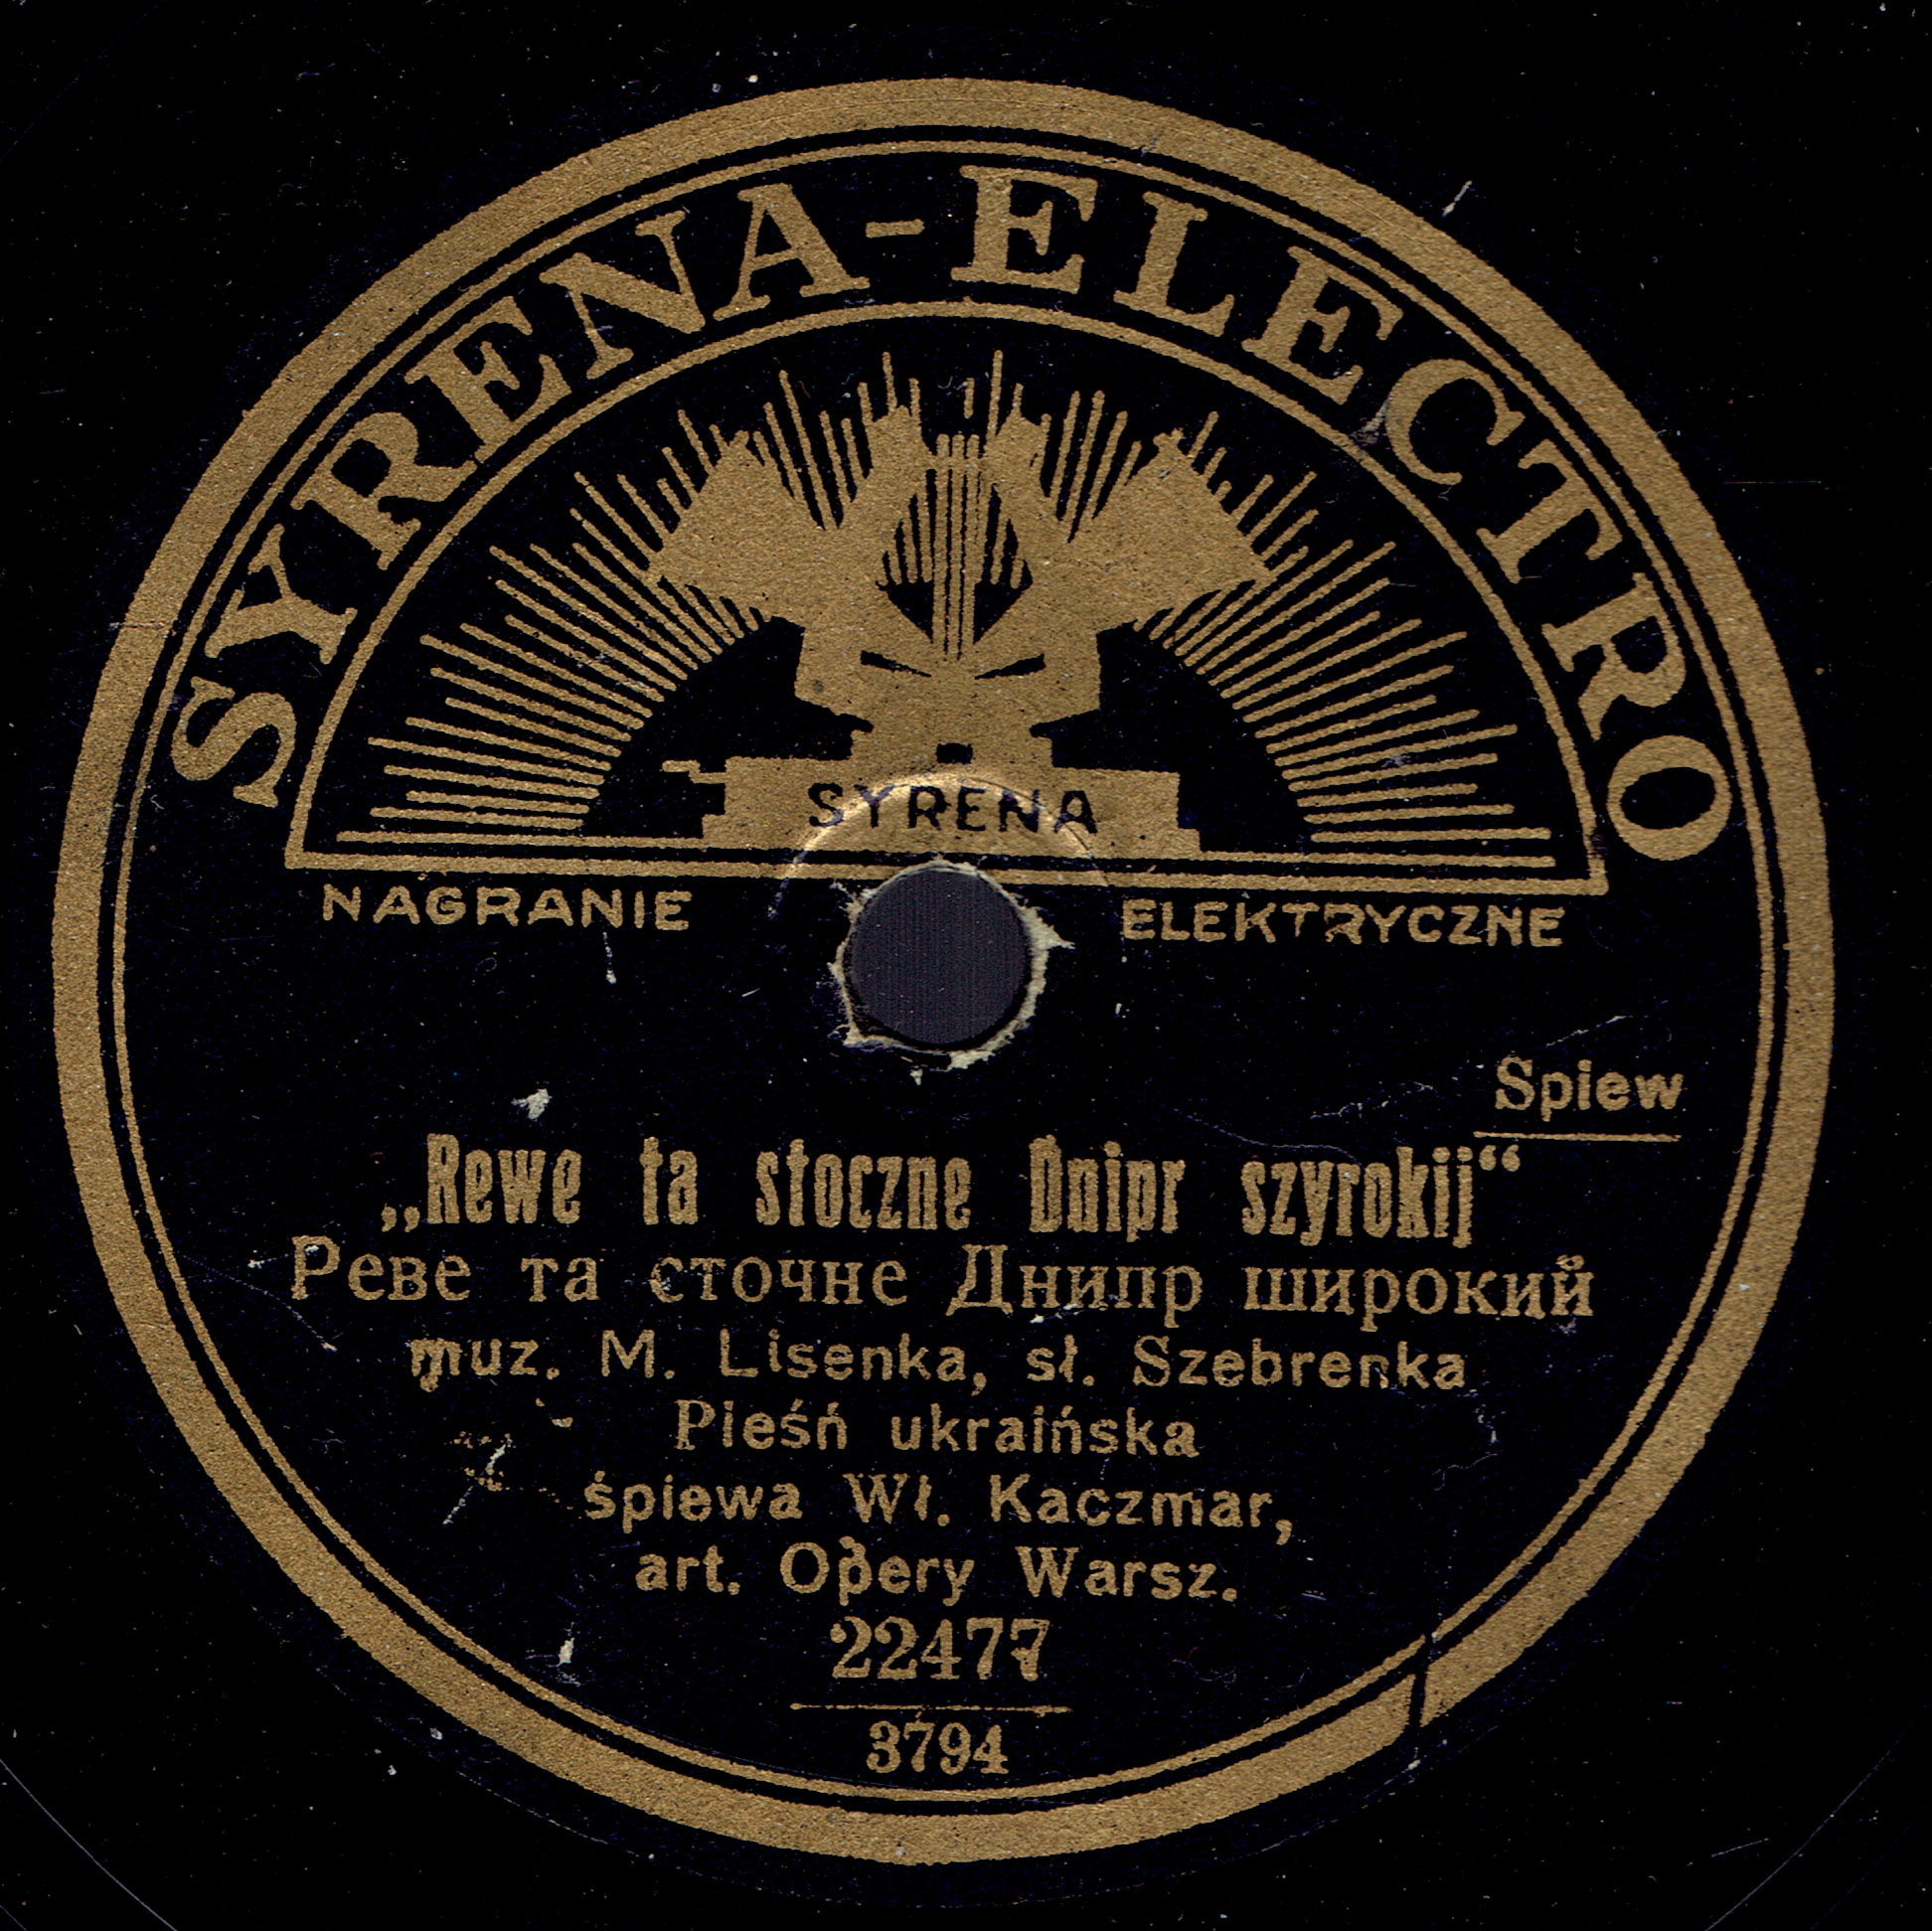 SYRENA-ELECTRO
SYRENA
NAGRANIE ELEKTRYCZNE
Spiew
„Rewe ta stoczne Dnipr szyrokij“
Реве та сточне Днипр широкий
muz. M. Lisenka, sł. Szebrenka
Pieśń ukraińska
śpiewa Wł. Kaczmar,
art. Opery Warsz.
22477
3794